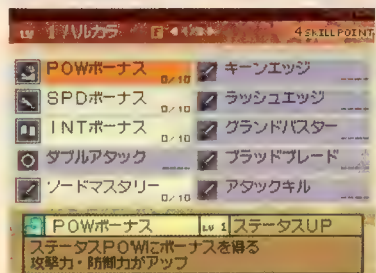 LV 1 ハルカラ F 4 SKILLPOINT
POWボーナス 0/10
キーンエッジ ----
SPDボーナス 0/10
ラッシュエッジ ----
INTボーナス 0/10
グランドバスター ----
ダブルアタック ----
ブラッドブレード ----
ソードマスタリー 0/10
アタックキル ----
POWボーナス LV 1 ステータスUP
ステータスPOWにボーナスを得る
攻撃力・防御力がアップ